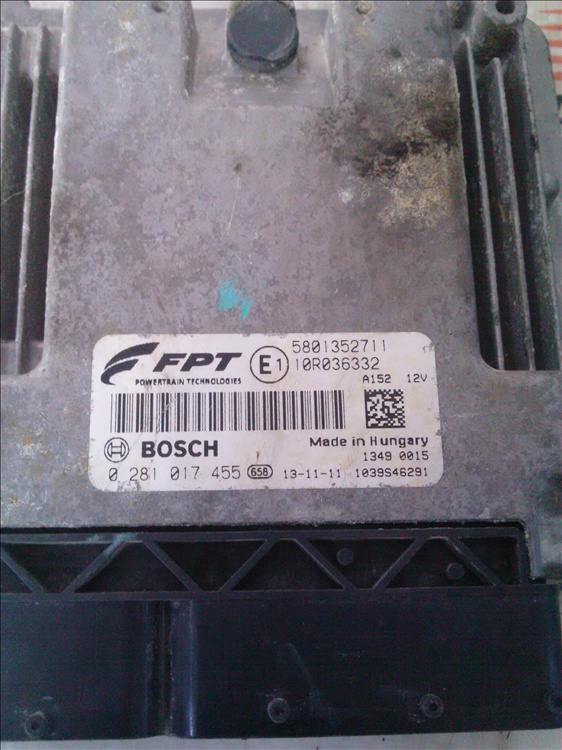 FPT
POWERTRAIN TECHNOLOGIES
E1
5801352711
10R036332
A152 12V
BOSCH
Made in Hungary
1349 0015
0 281 017 455 658 13-11-11 1039S46291